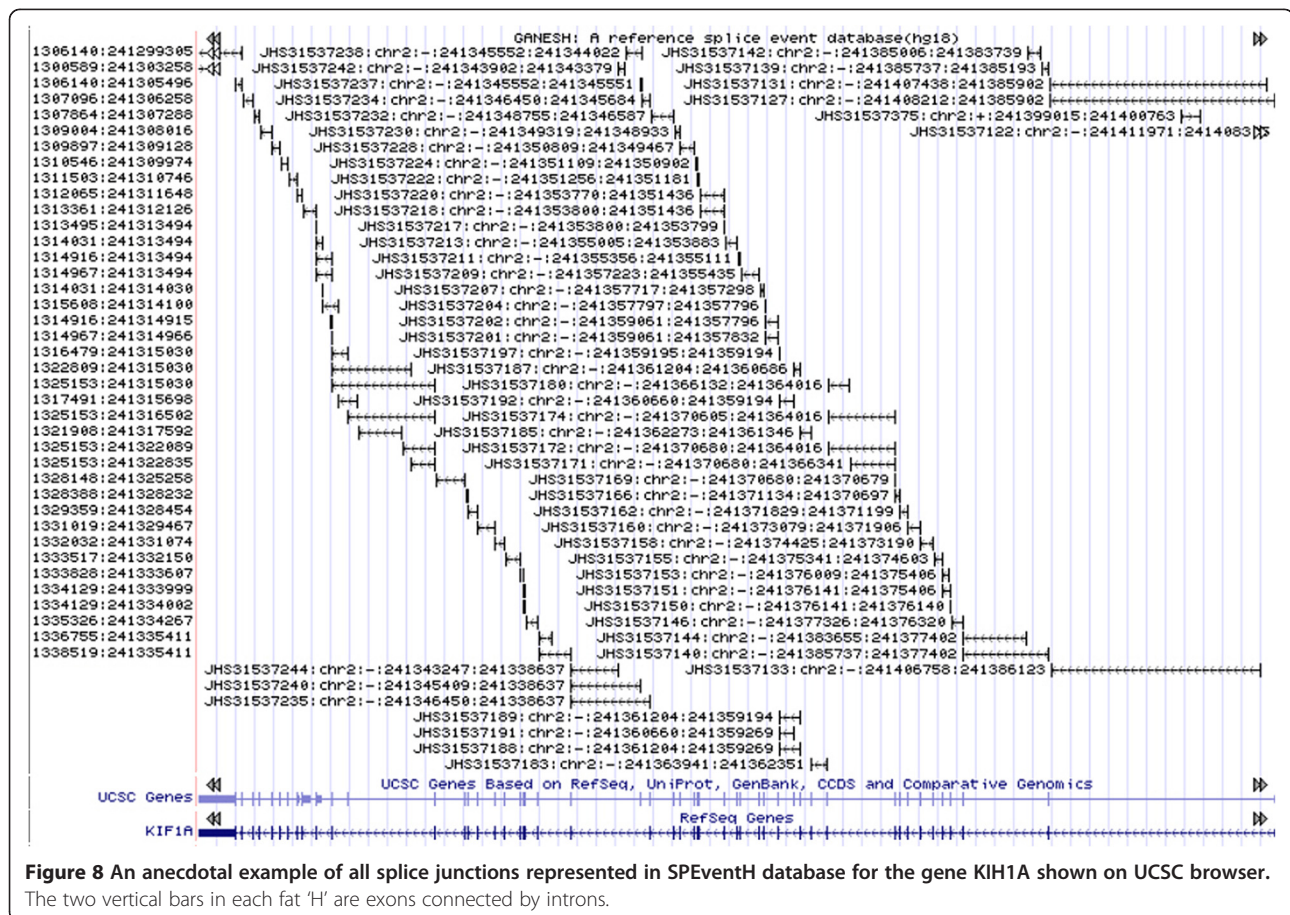 GANESH: A reference splice event database(hg18)
1306140:241299305 JHS31537238:chr2:-:241345552:241344022 JHS31537142:chr2:-:241385006:241383739
1300589:241303258 JHS31537242:chr2:-:241343902:241343379 JHS31537139:chr2:-:241385737:241385193
1306140:241305496 JHS31537237:chr2:-:241345552:241345551 JHS31537131:chr2:-:241407438:241385902
1307096:241306258 JHS31537234:chr2:-:241346450:241345684 JHS31537127:chr2:-:241408212:241385902
1307864:241307288 JHS31537232:chr2:-:241348755:241346587 JHS31537375:chr2:+:241399015:241400763
1309004:241308016 JHS31537230:chr2:-:241349319:241348933 JHS31537122:chr2:-:241411971:2414083
1309897:241309128 JHS31537228:chr2:-:241350809:241349467
1310546:241309974 JHS31537224:chr2:-:241351109:241350902
1311503:241310746 JHS31537222:chr2:-:241351256:241351181
1312065:241311648 JHS31537220:chr2:-:241353770:241351436
1313361:241312126 JHS31537218:chr2:-:241353800:241351436
1313495:241313494 JHS31537217:chr2:-:241353800:241353799
1314031:241313494 JHS31537213:chr2:-:241355005:241353883
1314916:241313494 JHS31537211:chr2:-:241355356:241355111
1314967:241313494 JHS31537209:chr2:-:241357223:241355435
1314031:241314030 JHS31537207:chr2:-:241357717:241357298
1315608:241314100 JHS31537204:chr2:-:241357797:241357796
1314916:241314915 JHS31537202:chr2:-:241359061:241357796
1314967:241314966 JHS31537201:chr2:-:241359061:241357832
1316479:241315030 JHS31537197:chr2:-:241359195:241359194
1322809:241315030 JHS31537187:chr2:-:241361204:241360686
1325153:241315030 JHS31537180:chr2:-:241366132:241364016
1317491:241315698 JHS31537192:chr2:-:241360660:241359194
1325153:241316502 JHS31537174:chr2:-:241370605:241364016
1321908:241317592 JHS31537185:chr2:-:241362273:241361346
1325153:241322089 JHS31537172:chr2:-:241370680:241364016
1325153:241322835 JHS31537171:chr2:-:241370680:241366341
1328148:241325258 JHS31537169:chr2:-:241370680:241370679
1328388:241328232 JHS31537166:chr2:-:241371134:241370697
1329359:241328454 JHS31537162:chr2:-:241371829:241371199
1331019:241329467 JHS31537160:chr2:-:241373079:241371906
1332032:241331074 JHS31537158:chr2:-:241374425:241373190
1333517:241332150 JHS31537155:chr2:-:241375341:241374603
1333828:241333607 JHS31537153:chr2:-:241376009:241375406
1334129:241333999 JHS31537151:chr2:-:241376141:241375406
1334129:241334002 JHS31537150:chr2:-:241376141:241376140
1335326:241334267 JHS31537146:chr2:-:241377326:241376320
1336755:241335411 JHS31537144:chr2:-:241383655:241377402
1338519:241335411 JHS31537140:chr2:-:241385737:241377402
JHS31537244:chr2:-:241343247:241338637 JHS31537133:chr2:-:241406758:241386123
JHS31537240:chr2:-:241345409:241338637
JHS31537235:chr2:-:241346450:241338637
JHS31537189:chr2:-:241361204:241359194
JHS31537191:chr2:-:241360660:241359269
JHS31537188:chr2:-:241361204:241359269
JHS31537183:chr2:-:241363941:241362351
UCSC Genes Based on RefSeq, UniProt, GenBank, CCDS and Comparative Genomics
UCSC Genes
RefSeq Genes
KIF1A
Figure 8 An anecdotal example of all splice junctions represented in SPEventH database for the gene KIH1A shown on UCSC browser.
The two vertical bars in each fat 'H' are exons connected by introns.